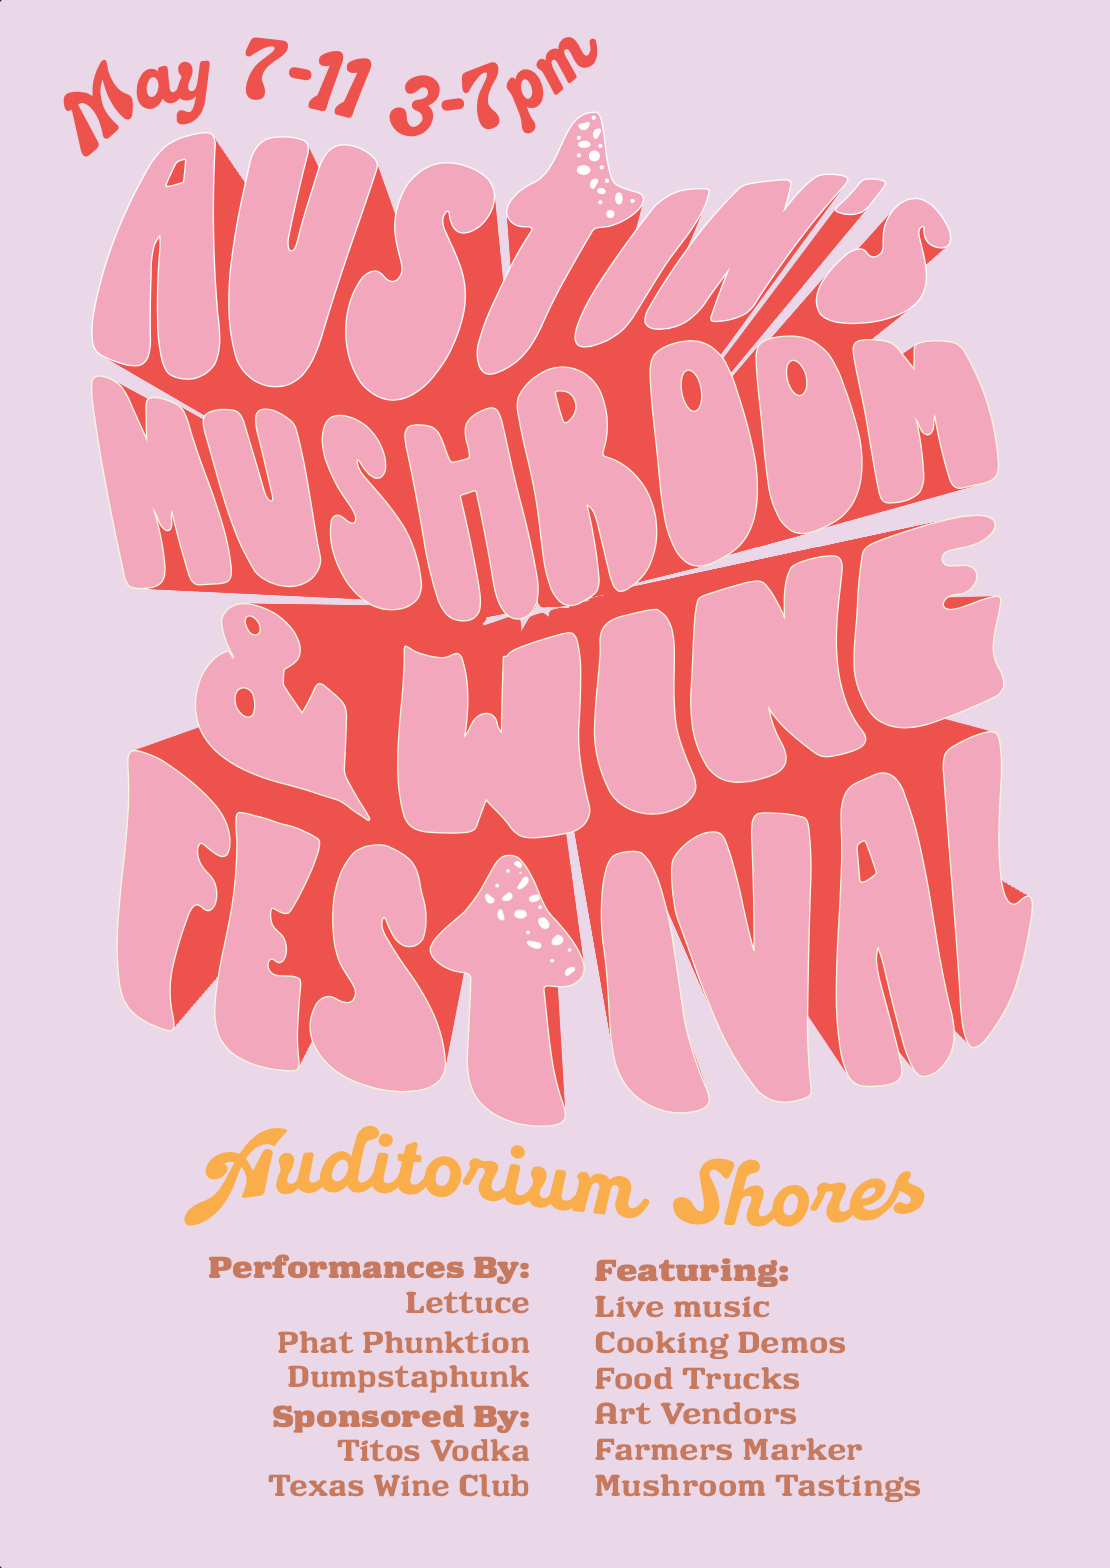 May 7-11 3-7pm
AUSTIN'S
MUSHROOM
& WINE
FESTIVAL
Auditorium Shores
Performances By:
Lettuce
Phat Phunktion
Dumpstaphunk
Sponsored By:
Titos Vodka
Texas Wine Club
Featuring:
Live music
Cooking Demos
Food Trucks
Art Vendors
Farmers Marker
Mushroom Tastings